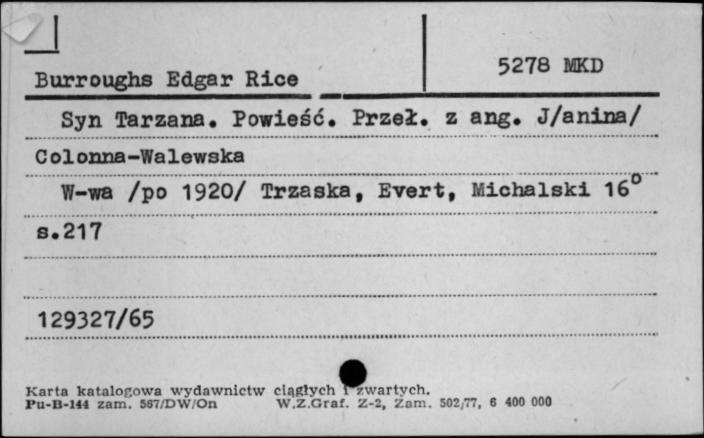 5278 MKD
Burroughs Edgar Rice
Syn Tarzana. Powieść. Przeł. z ang. J/anina/
Colonna-Walewska
W-wa /po 1920/ Trzaska, Evert, Michalski 16°
s.217
129327/65
Karta katalogowa wydawnictw ciągłych i zwartych.
Pu-B-144 zam. 567/DW/On W.Z.Graf. Z-2, Zam. 502/77, 6 400 000